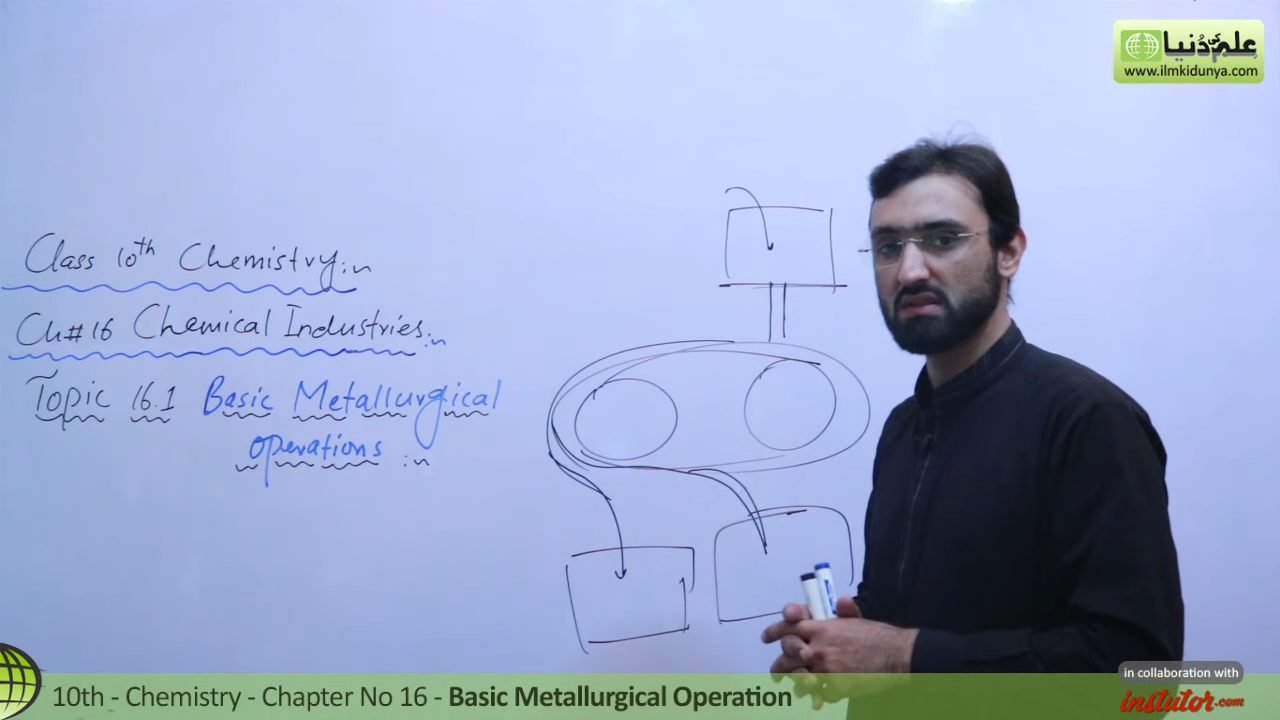 علم کی دُنیا
www.ilmkidunya.com
Class 10th Chemistry:n
Ch#16 Chemical Industries:n
Topic 16.1 Basic Metallurgical
operations :n
in collaboration with
instutor.com
10th - Chemistry - Chapter No 16 - Basic Metallurgical Operation